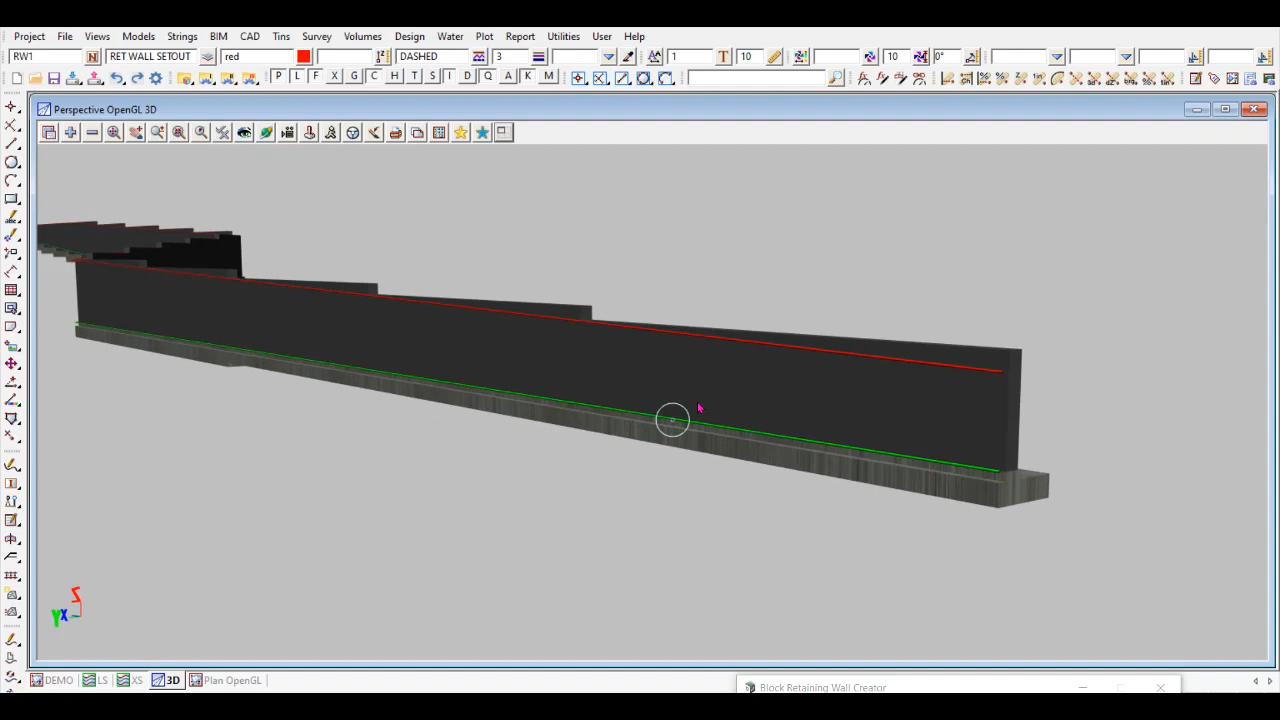 Project File Views Models Strings BIM CAD Tins Survey Volumes Design Water Plot Report Utilities User Help
RW1 N RET WALL SETOUT red DASHED 3 1 T 10 10 0°
P L F X G C H T S I D Q A K M
Perspective OpenGL 3D
Z
Y X
DEMO LS XS 3D Plan OpenGL
Block Retaining Wall Creator